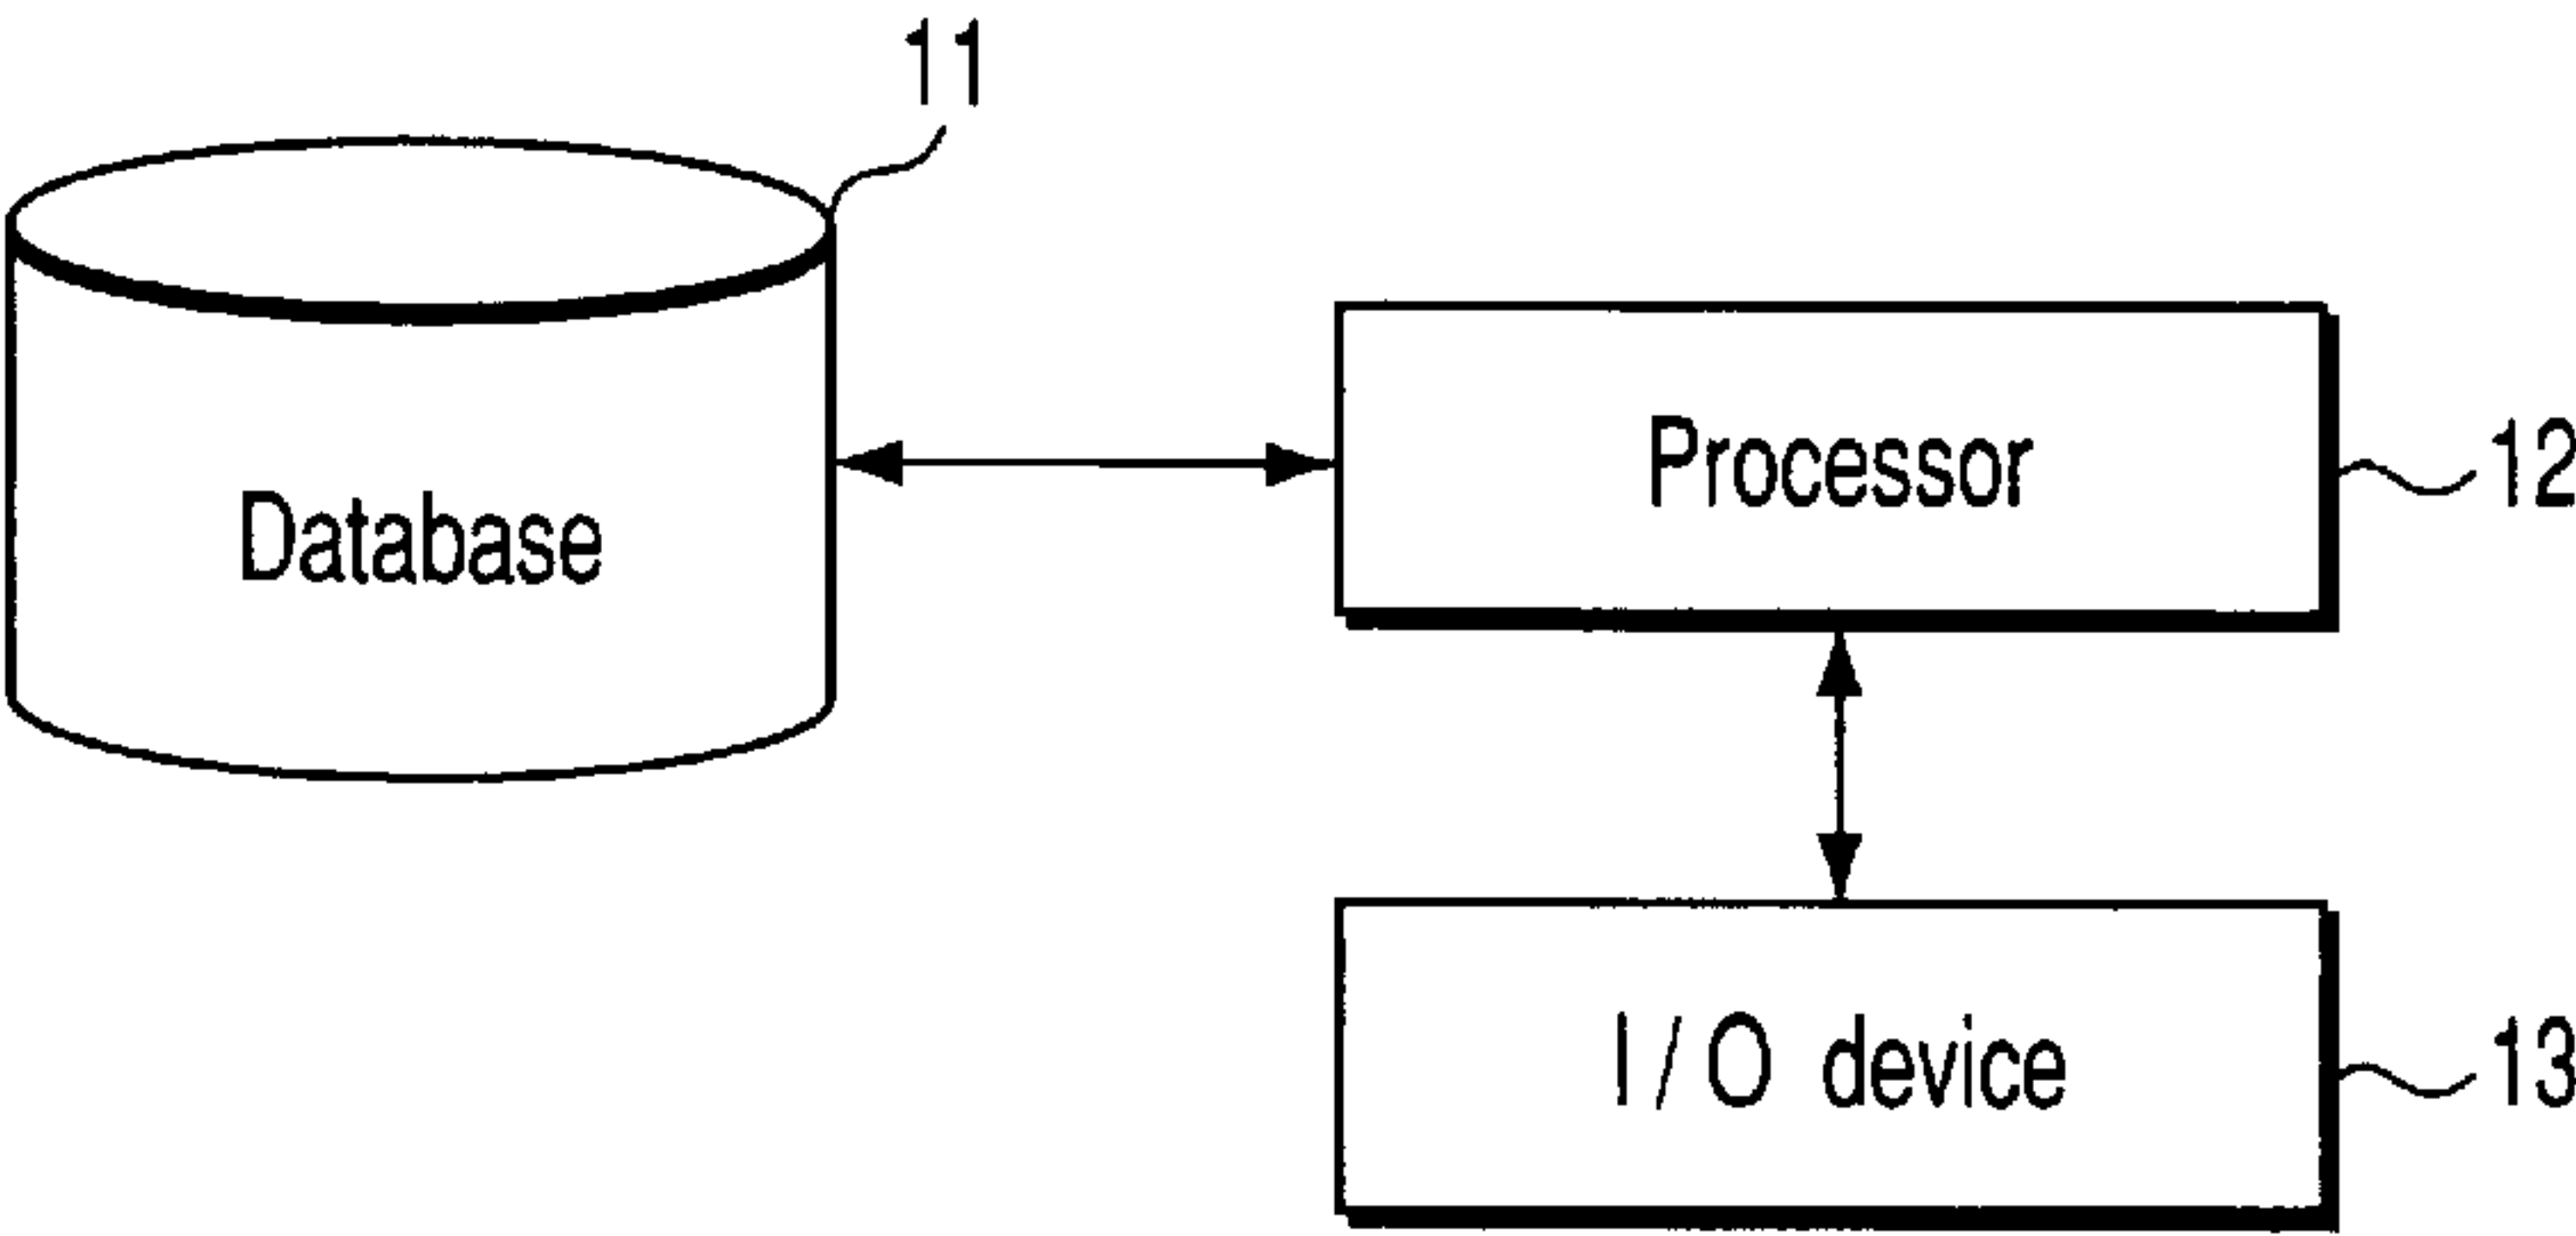 11
Database
Processor
12
I / O device
13